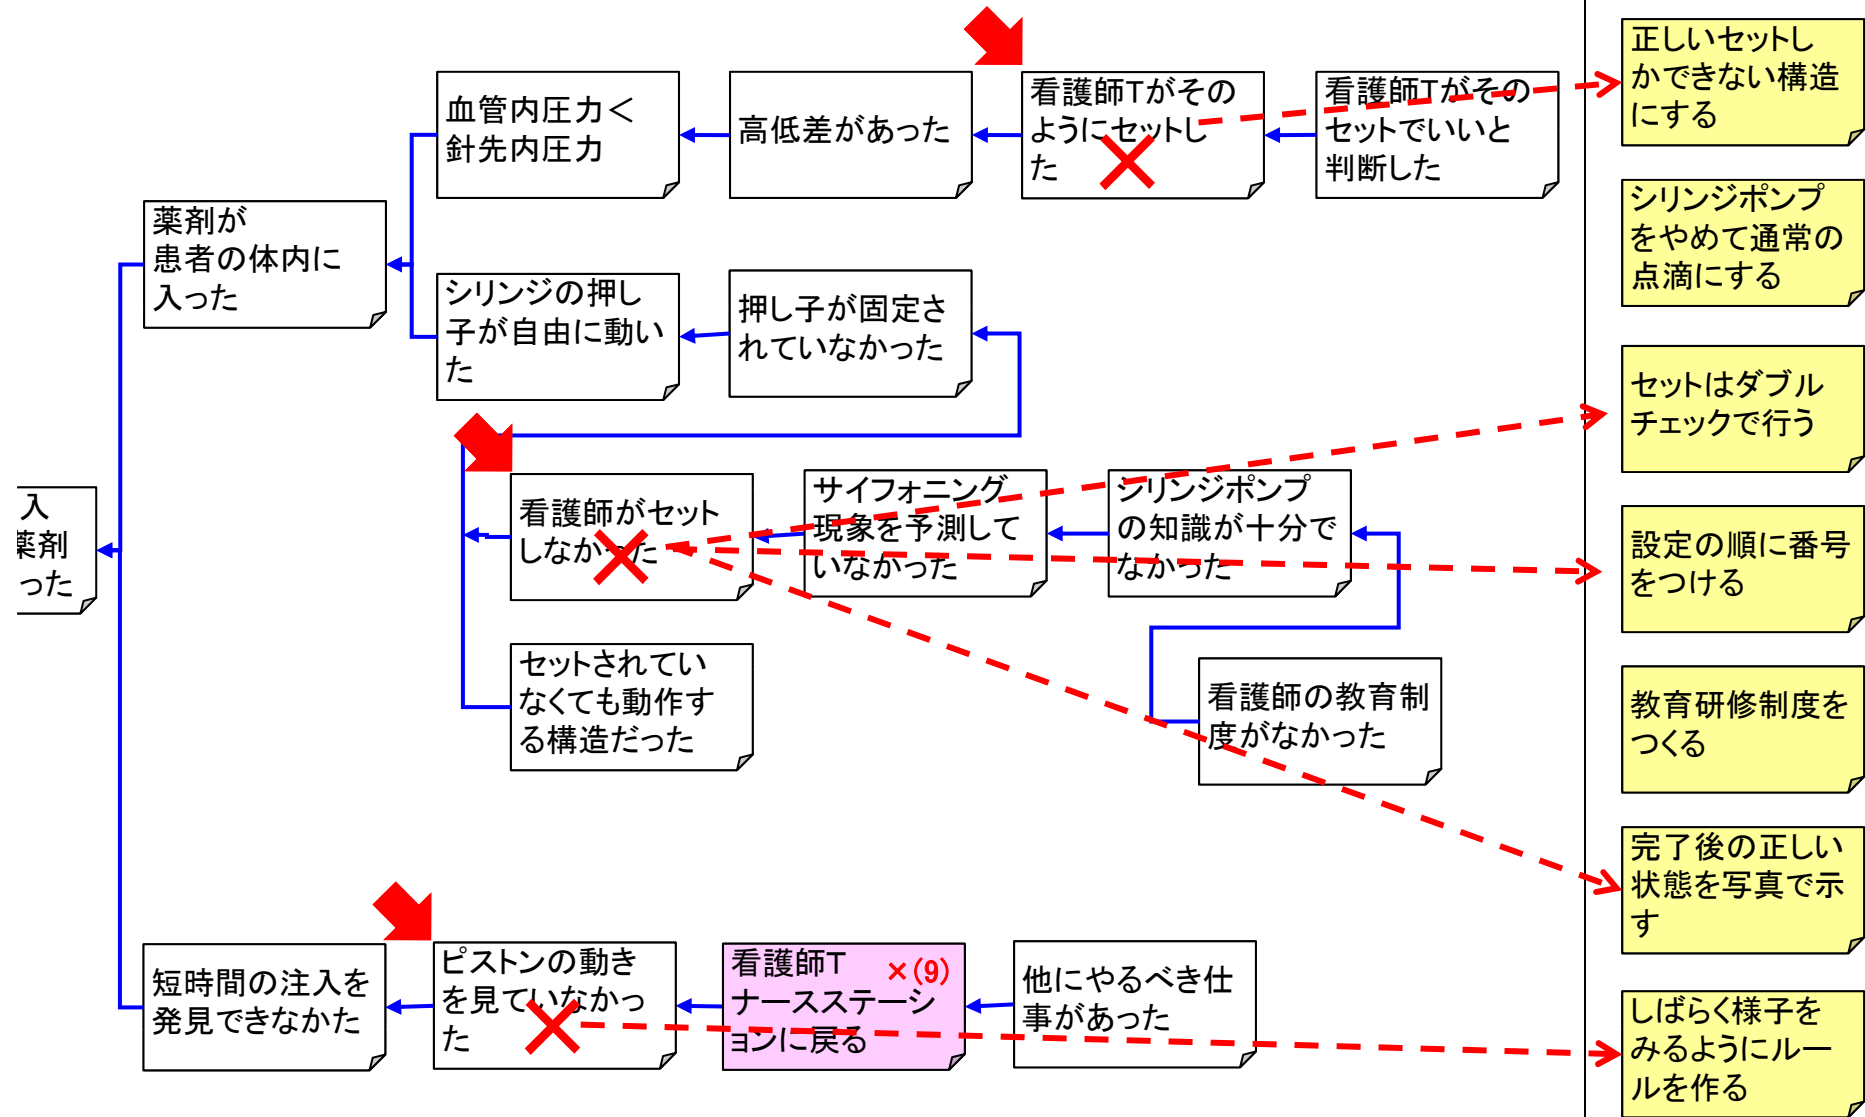 血管内圧力＜
針先内圧力
高低差があった
看護師Tがその
ようにセットし
た
看護師Tがその
セットでいいと
判断した
正しいセットし
かできない構造
にする
薬剤が
患者の体内に
入った
シリンジの押し
子が自由に動い
た
押し子が固定さ
れていなかった
シリンジポンプ
をやめて通常の
点滴にする
セットはダブル
チェックで行う
入
薬剤
った
看護師がセット
しなかった
サイフォニング
現象を予測して
いなかった
シリンジポンプ
の知識が十分で
なかった
設定の順に番号
をつける
セットされてい
なくても動作す
る構造だった
看護師の教育制
度がなかった
教育研修制度を
つくる
完了後の正しい
状態を写真で示
す
短時間の注入を
発見できなかた
ピストンの動き
を見ていなかっ
た
看護師T ×(9)
ナースステーシ
ョンに戻る
他にやるべき仕
事があった
しばらく様子を
みるようにルー
ルを作る